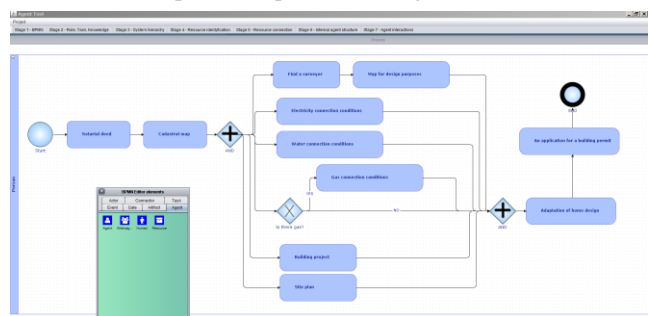 Agent Tool
Project
Stage 1 - BPMN Stage 2 - Role, Task, Knowledge Stage 3 - System hierarchy Stage 4 - Resource identification Stage 5 - Resource connection Stage 6 - Internal agent structure Stage 7 - Agent interactions
Person
Start
Notarial deed
Cadastral map
AND
Find a surveyor
Map for design purposes
Electricity connection conditions
Water connection conditions
Gas connection conditions
yes
Is there gas?
NO
Building project
Site plan
AND
Adaptation of house design
An application for a building permit
END
BPMN Editor elements
Actor Connector Task
Event Gate Artifact Agent
Agent Human Resource